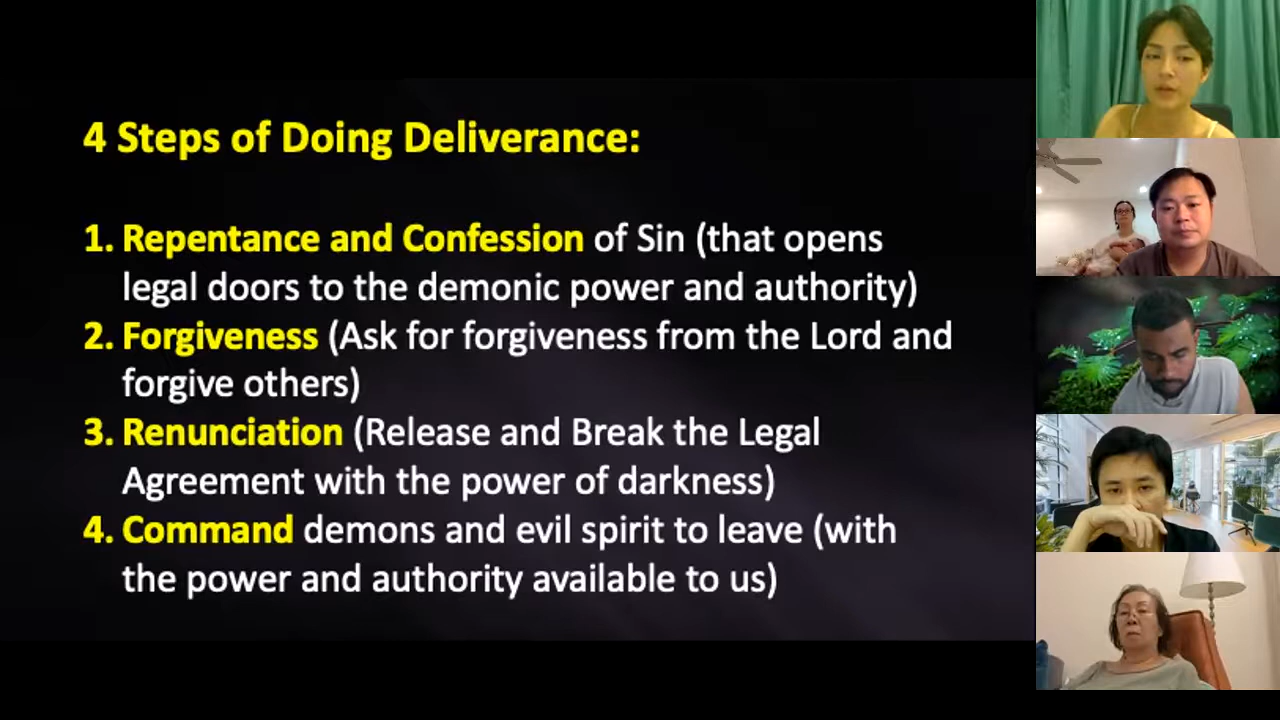 4 Steps of Doing Deliverance:
1. Repentance and Confession of Sin (that opens
legal doors to the demonic power and authority)
2. Forgiveness (Ask for forgiveness from the Lord and
forgive others)
3. Renunciation (Release and Break the Legal
Agreement with the power of darkness)
4. Command demons and evil spirit to leave (with
the power and authority available to us)